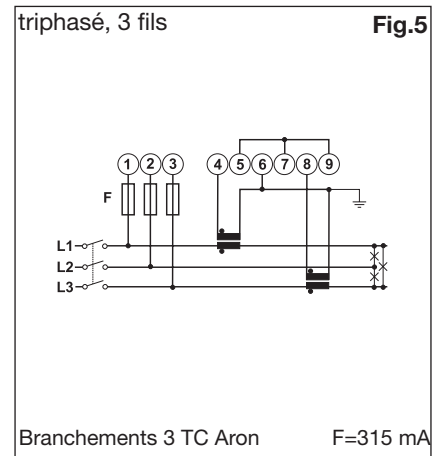 triphasé, 3 fils
Fig.5
1 2 3 4 5 6 7 8 9
F
L1
L2
L3
Branchements 3 TC Aron
F=315 mA